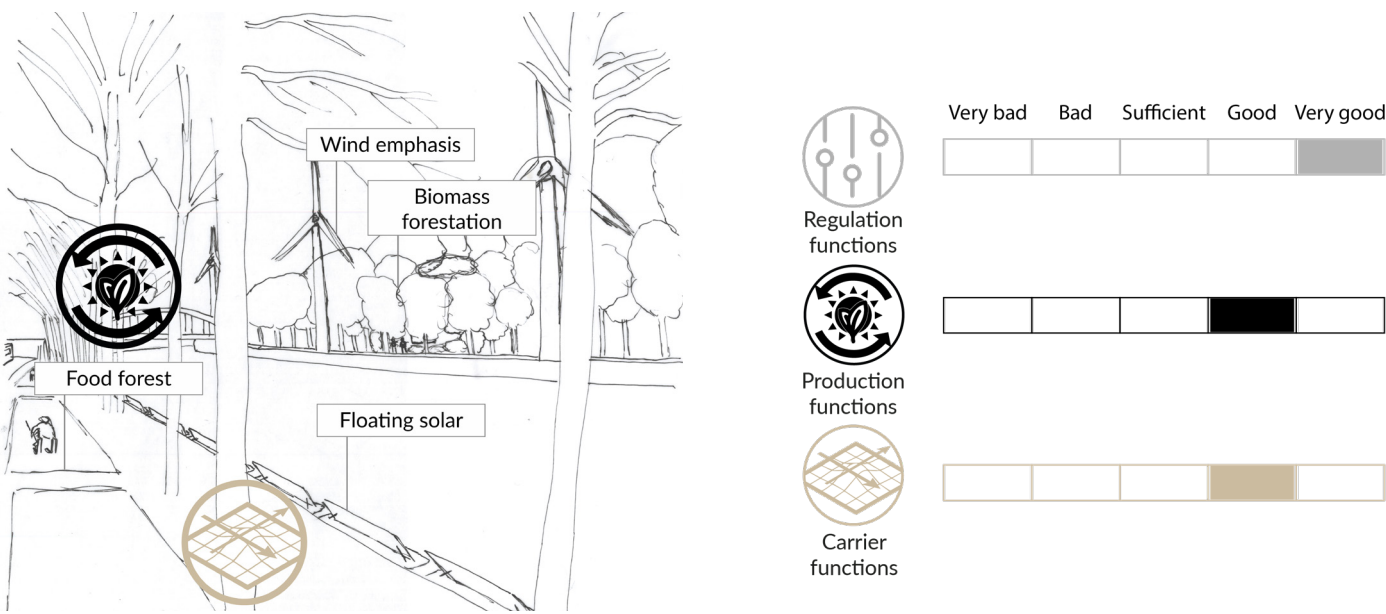 Wind emphasis
Biomass
forestation
Food forest
Floating solar
Very bad Bad Sufficient Good Very good
Regulation
functions
Production
functions
Carrier
functions